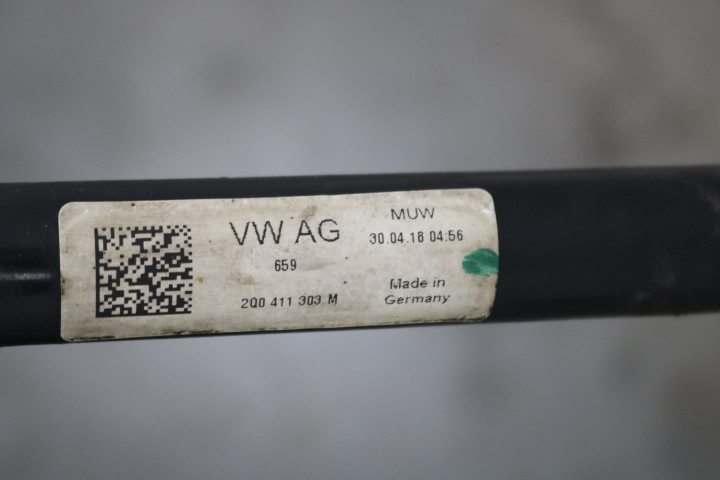 VW AG
659
2Q0 411 303 M
MUW
30.04.18 04:56
Made in
Germany